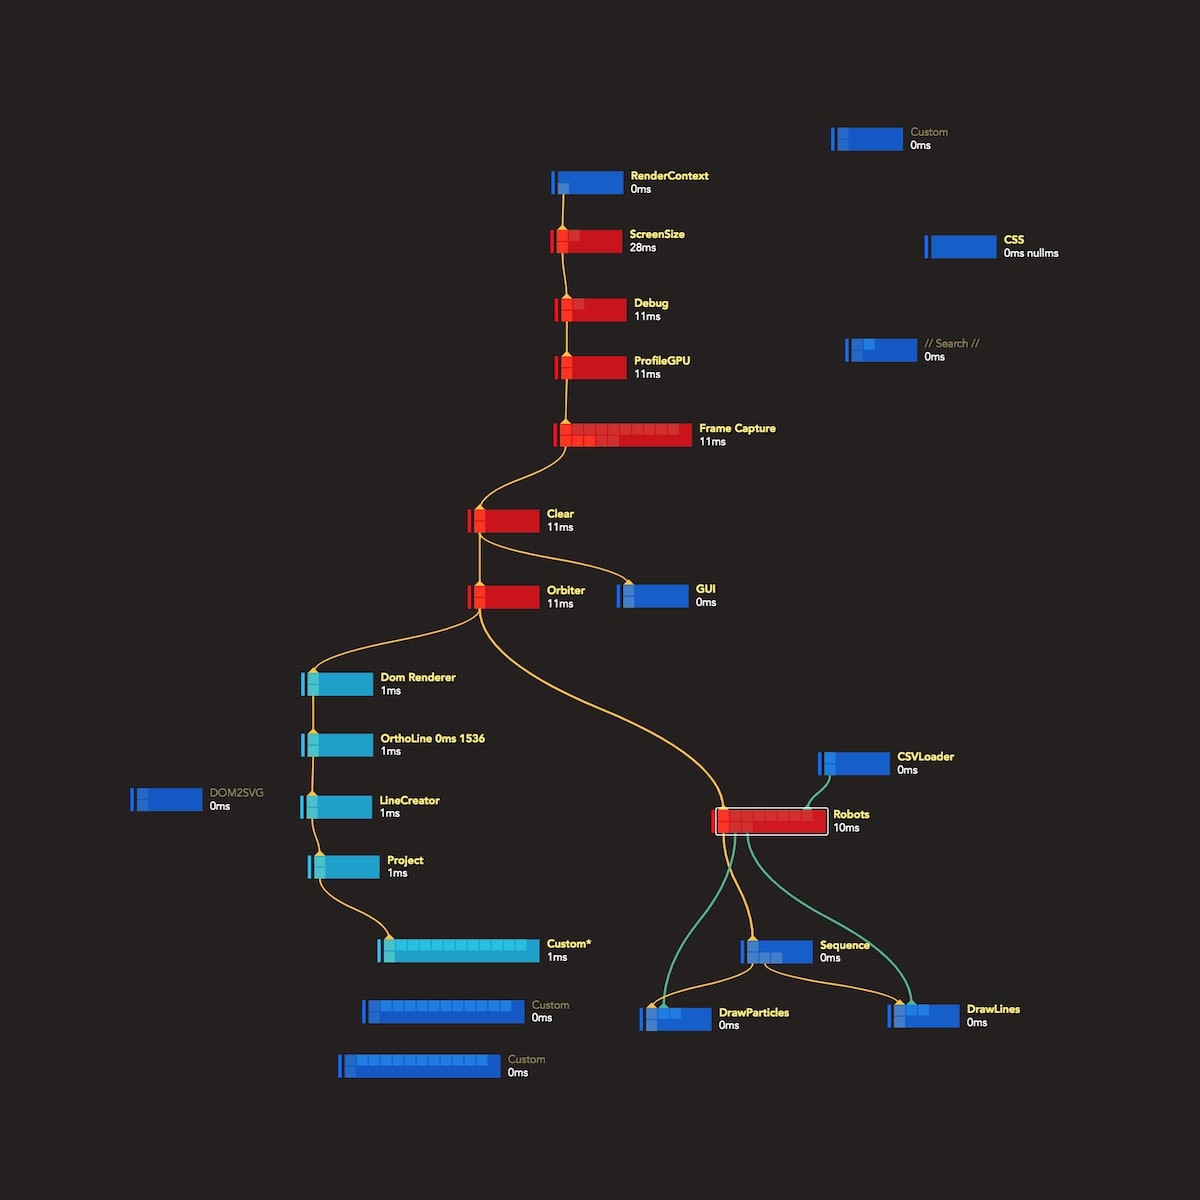 Custom
0ms
RenderContext
0ms
ScreenSize
28ms
CSS
0ms nullms
Debug
11ms
// Search //
0ms
ProfileGPU
11ms
Frame Capture
11ms
Clear
11ms
Orbiter
11ms
GUI
0ms
Dom Renderer
1ms
OrthoLine 0ms 1536
1ms
CSVLoader
0ms
DOM2SVG
0ms
LineCreator
1ms
Robots
10ms
Project
1ms
Custom*
1ms
Sequence
0ms
Custom
0ms
DrawParticles
0ms
DrawLines
0ms
Custom
0ms